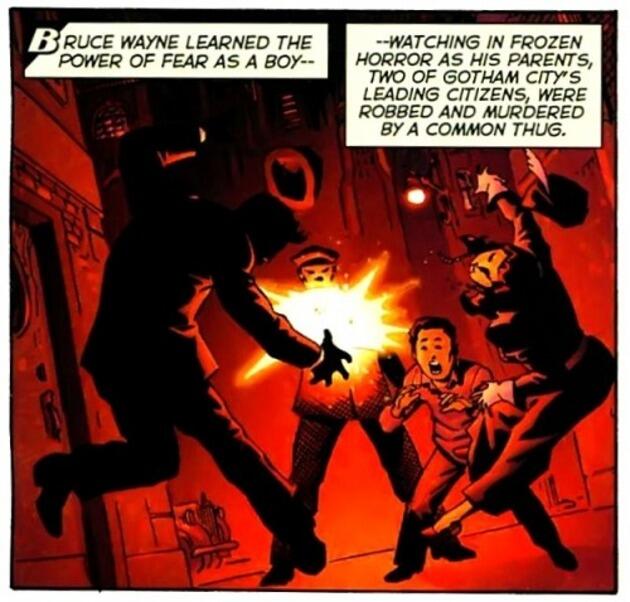 BRUCE WAYNE LEARNED THE
POWER OF FEAR AS A BOY--
--WATCHING IN FROZEN
HORROR AS HIS PARENTS,
TWO OF GOTHAM CITY'S
LEADING CITIZENS, WERE
ROBBED AND MURDERED
BY A COMMON THUG.